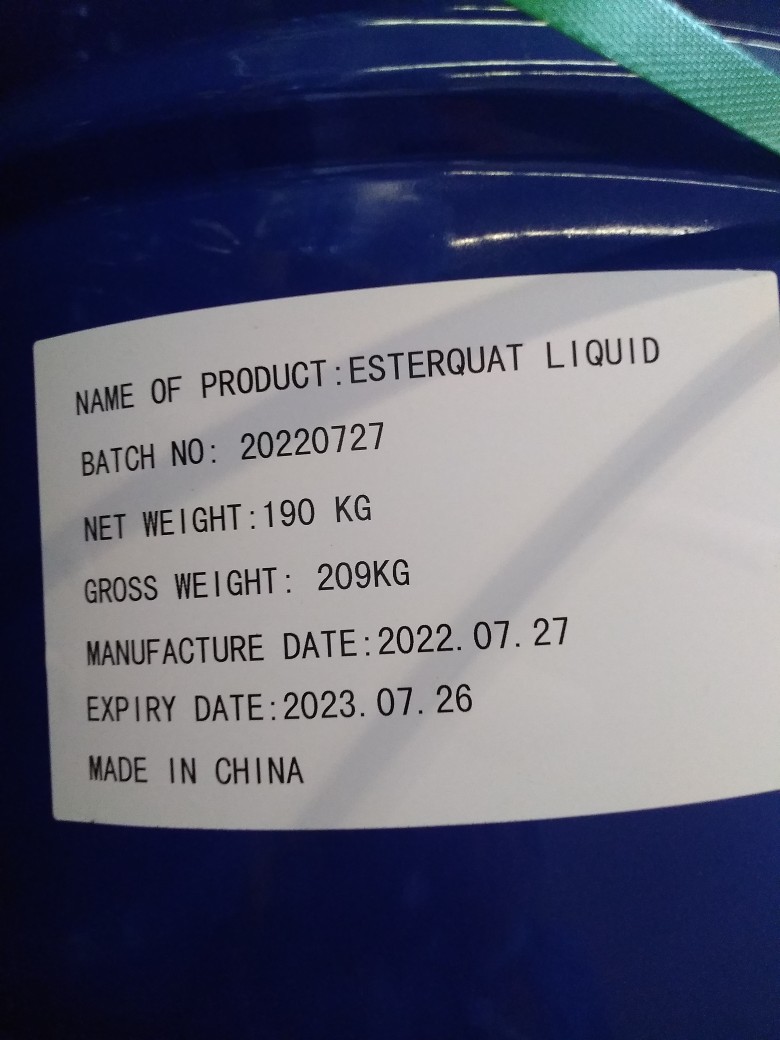 NAME OF PRODUCT:ESTERQUAT LIQUID
BATCH NO: 20220727
NET WEIGHT:190 KG
GROSS WEIGHT: 209KG
MANUFACTURE DATE:2022.07.27
EXPIRY DATE:2023.07.26
MADE IN CHINA